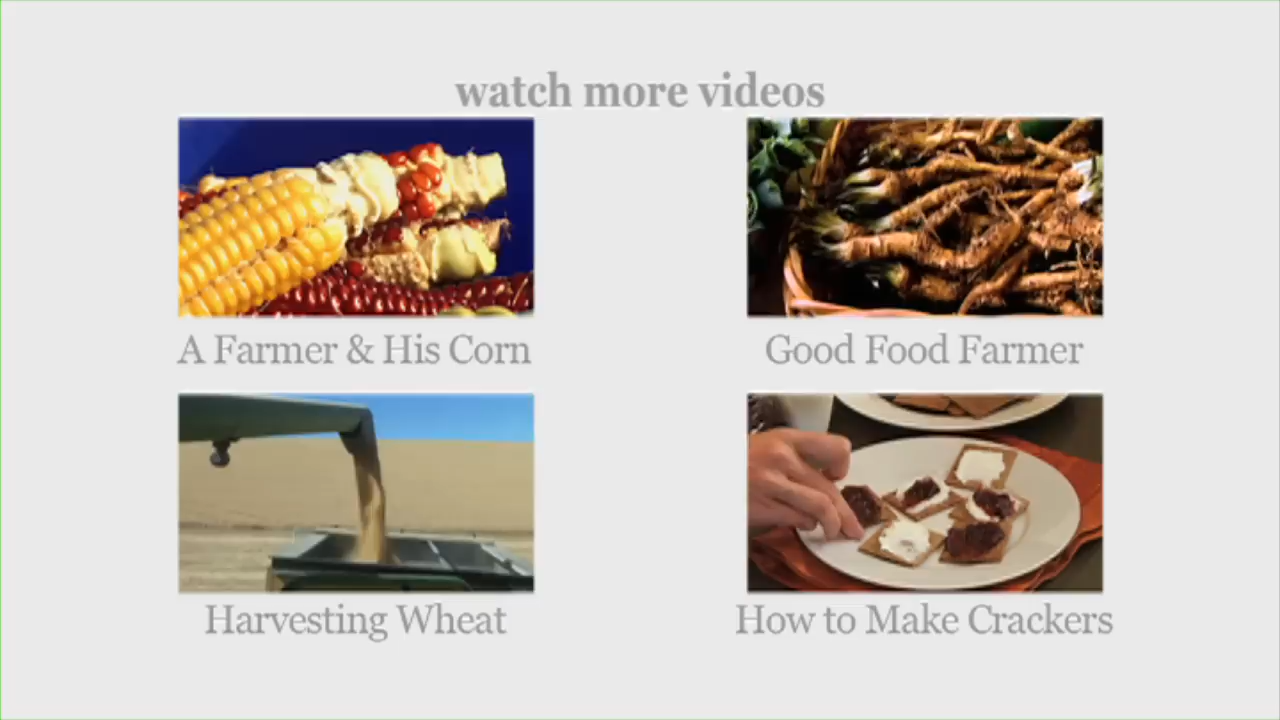 watch more videos
A Farmer & His Corn
Good Food Farmer
Harvesting Wheat
How to Make Crackers